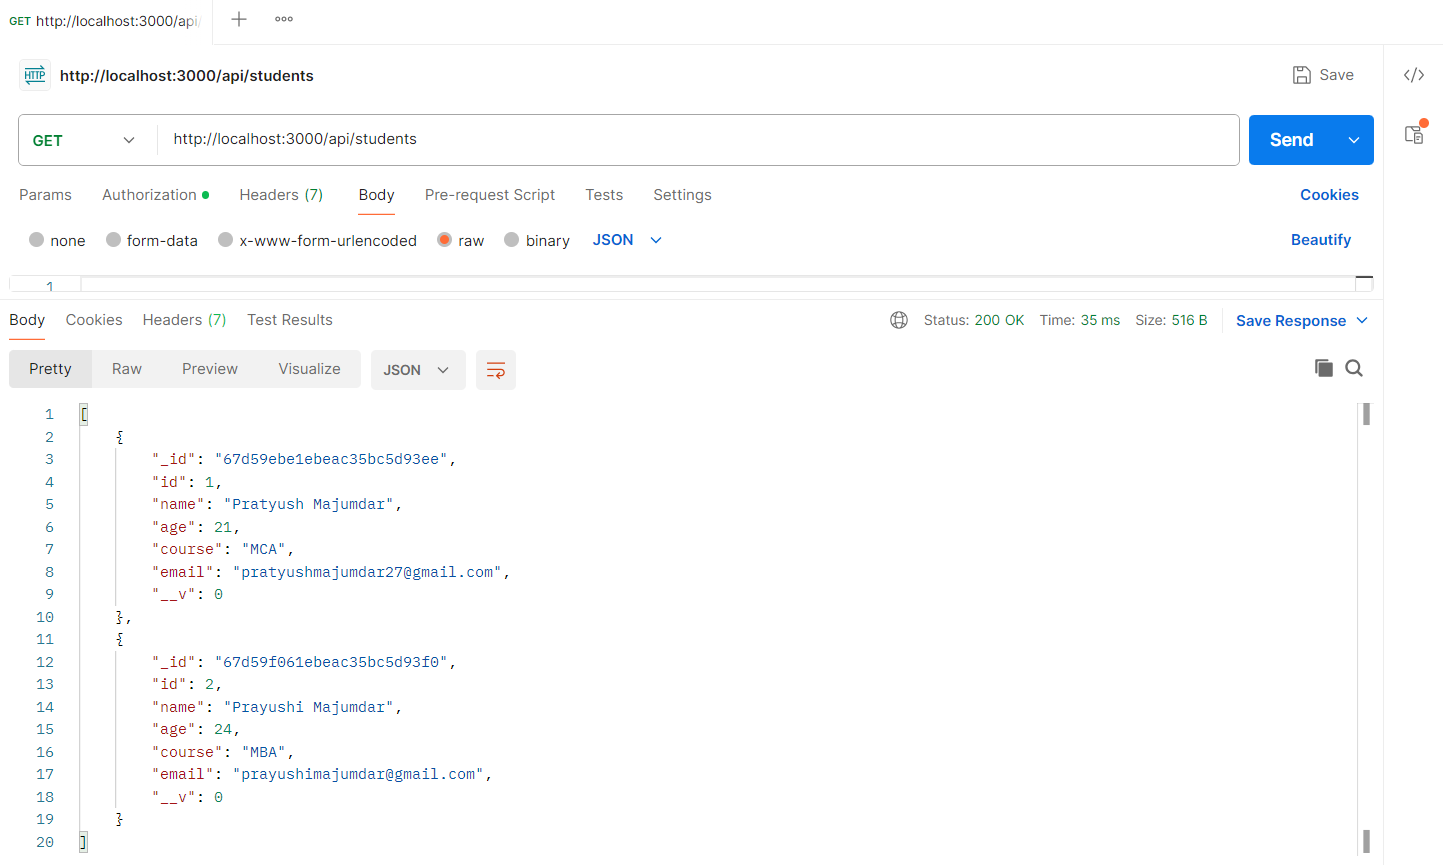 GET http://localhost:3000/api/
HTTP http://localhost:3000/api/students Save
GET http://localhost:3000/api/students Send
Params Authorization Headers (7) Body Pre-request Script Tests Settings Cookies
none form-data x-www-form-urlencoded raw binary JSON Beautify
1
Body Cookies Headers (7) Test Results Status: 200 OK Time: 35 ms Size: 516 B Save Response
Pretty Raw Preview Visualize JSON
1 [
2 {
3 "_id": "67d59ebe1ebeac35bc5d93ee",
4 "id": 1,
5 "name": "Pratyush Majumdar",
6 "age": 21,
7 "course": "MCA",
8 "email": "pratyushmajumdar27@gmail.com",
9 "__v": 0
10 },
11 {
12 "_id": "67d59f061ebeac35bc5d93f0",
13 "id": 2,
14 "name": "Prayushi Majumdar",
15 "age": 24,
16 "course": "MBA",
17 "email": "prayushimajumdar@gmail.com",
18 "__v": 0
19 }
20 ]